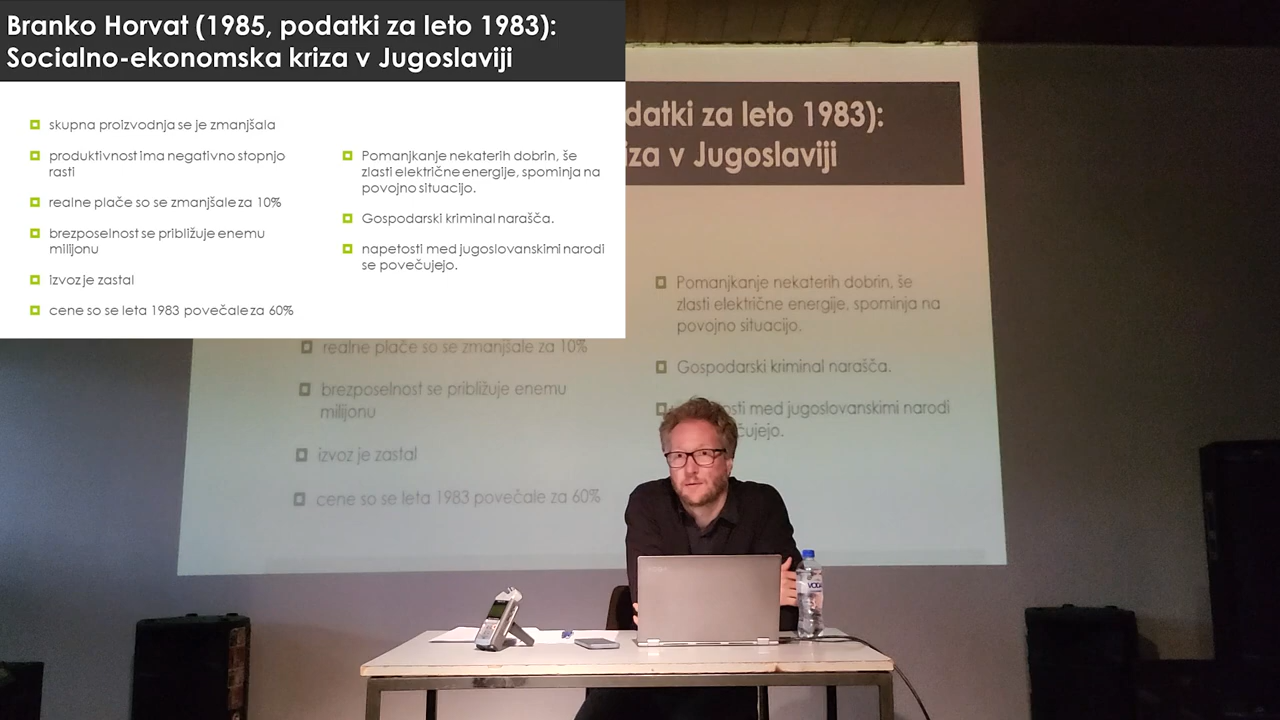 Branko Horvat (1985, podatki za leto 1983):
Socialno-ekonomska kriza v Jugoslaviji
skupna proizvodnja se je zmanjšala
produktivnost ima negativno stopnjo
rasti
realne plače so se zmanjšale za 10%
brezposelnost se približuje enemu
milijonu
izvoz je zastal
cene so se leta 1983 povečale za 60%
Pomanjkanje nekaterih dobrin, še
zlasti električne energije, spominja na
povojno situacijo.
Gospodarski kriminal narašča.
napetosti med jugoslovanskimi narodi
se povečujejo.
datki za leto 1983):
iza v Jugoslaviji
realne plače so se zmanjšale za 10%
brezposelnost se približuje enemu
milijonu
izvoz je zastal
cene so se leta 1983 povečale za 60%
Pomanjkanje nekaterih dobrin, še
zlasti električne energije, spominja na
povojno situacijo.
Gospodarski kriminal narašča.
osti med jugoslovanskimi narodi
čujejo.